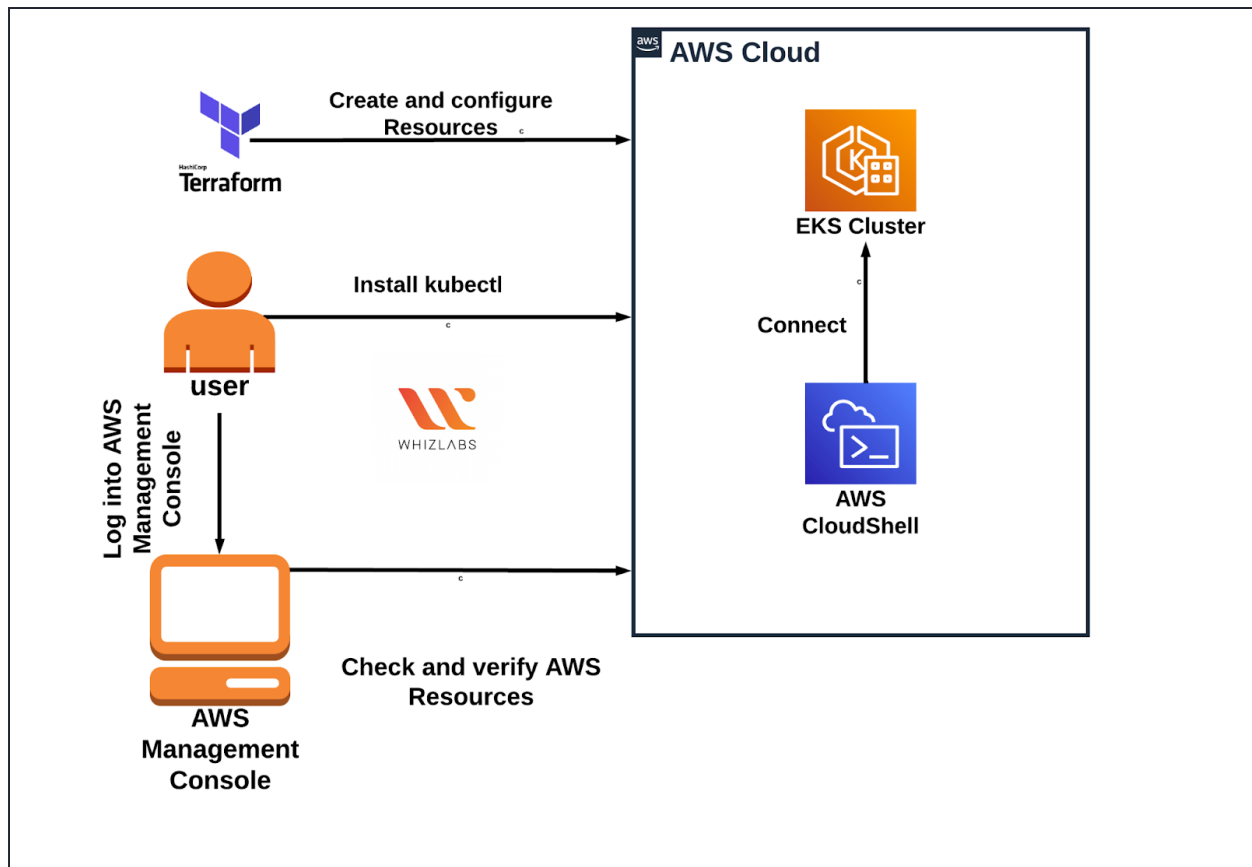 aws
AWS Cloud
Create and configure
Resources
c
HashiCorp
Terraform
EKS Cluster
Install kubectl
c
c
Connect
user
WHIZLABS
Log into AWS
Management
Console
AWS
CloudShell
c
Check and verify AWS
Resources
AWS
Management
Console